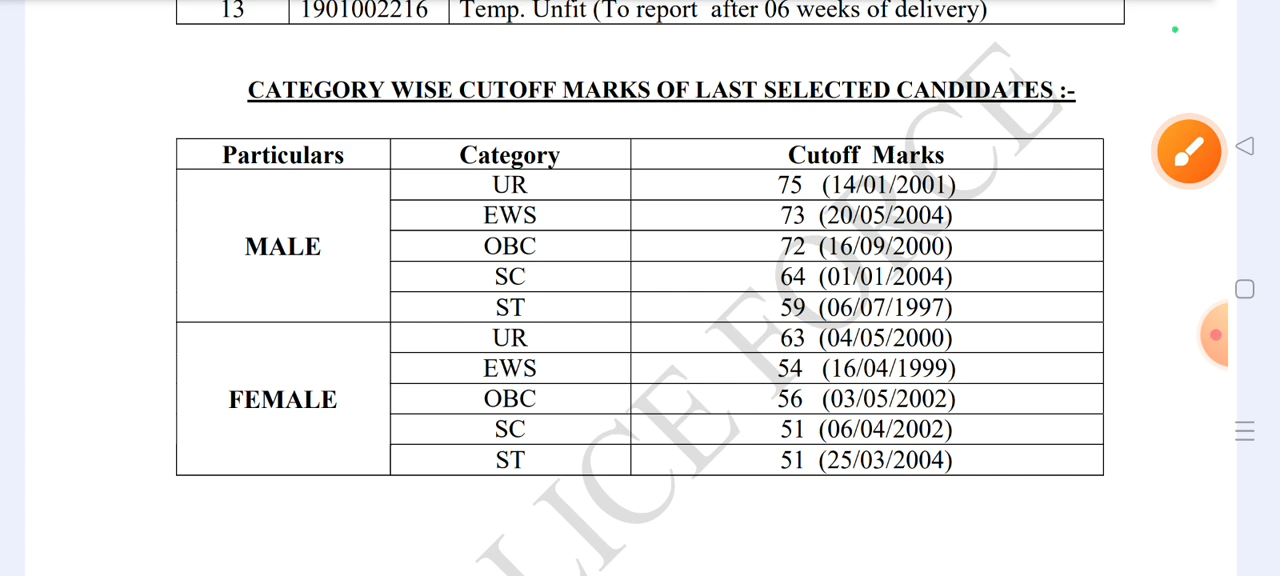 13 1901002216 Temp. Unfit (To report after 06 weeks of delivery)
CATEGORY WISE CUTOFF MARKS OF LAST SELECTED CANDIDATES :-
Particulars Category Cutoff Marks
MALE UR 75 (14/01/2001)
EWS 73 (20/05/2004)
OBC 72 (16/09/2000)
SC 64 (01/01/2004)
ST 59 (06/07/1997)
FEMALE UR 63 (04/05/2000)
EWS 54 (16/04/1999)
OBC 56 (03/05/2002)
SC 51 (06/04/2002)
ST 51 (25/03/2004)
LICE FORCE